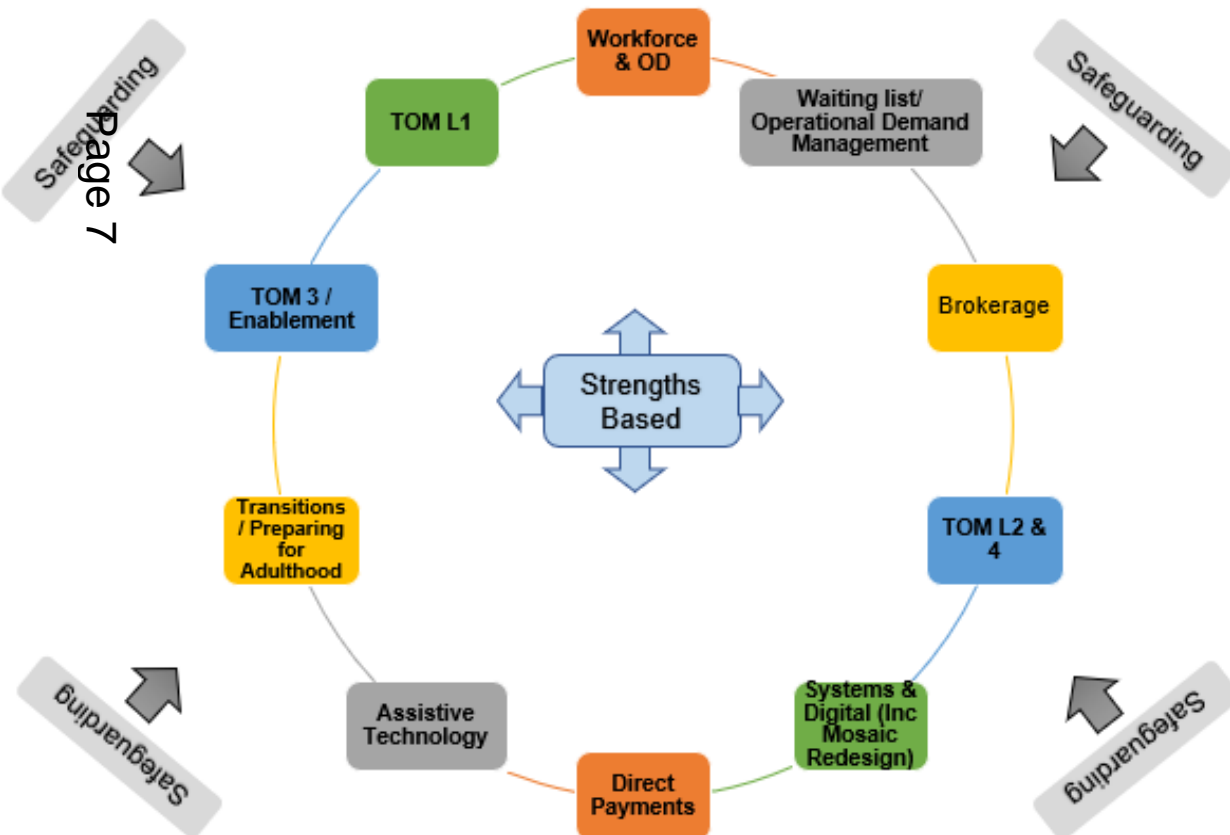 Safeguarding
Page 7
Safeguarding
Workforce
& OD
TOM L1
Waiting list/
Operational Demand
Management
TOM 3 /
Enablement
Brokerage
Strengths
Based
Transitions
/ Preparing
for
Adulthood
TOM L2 &
4
Assistive
Technology
Systems &
Digital (Inc
Mosaic
Redesign)
Direct
Payments
Safeguarding
Safeguarding